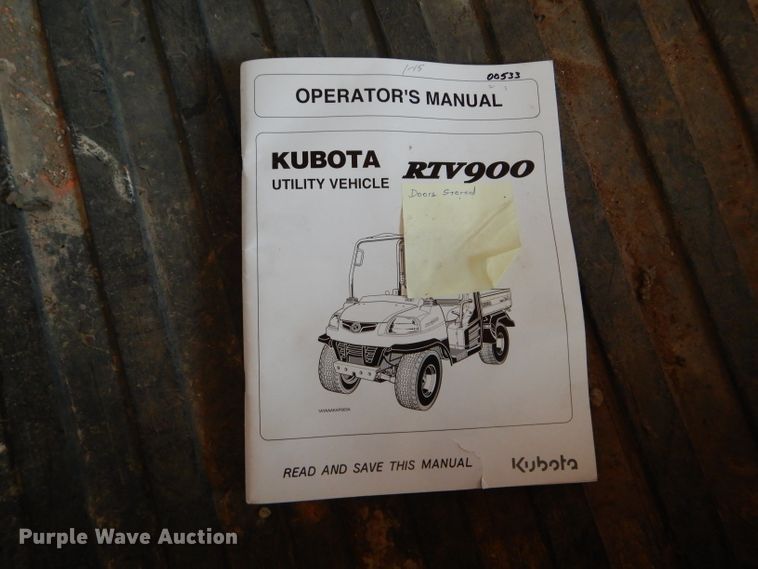 1-15
00533
OPERATOR'S MANUAL
KUBOTA RTV900
UTILITY VEHICLE
Doors Stored
READ AND SAVE THIS MANUAL
Kubota
Purple Wave Auction